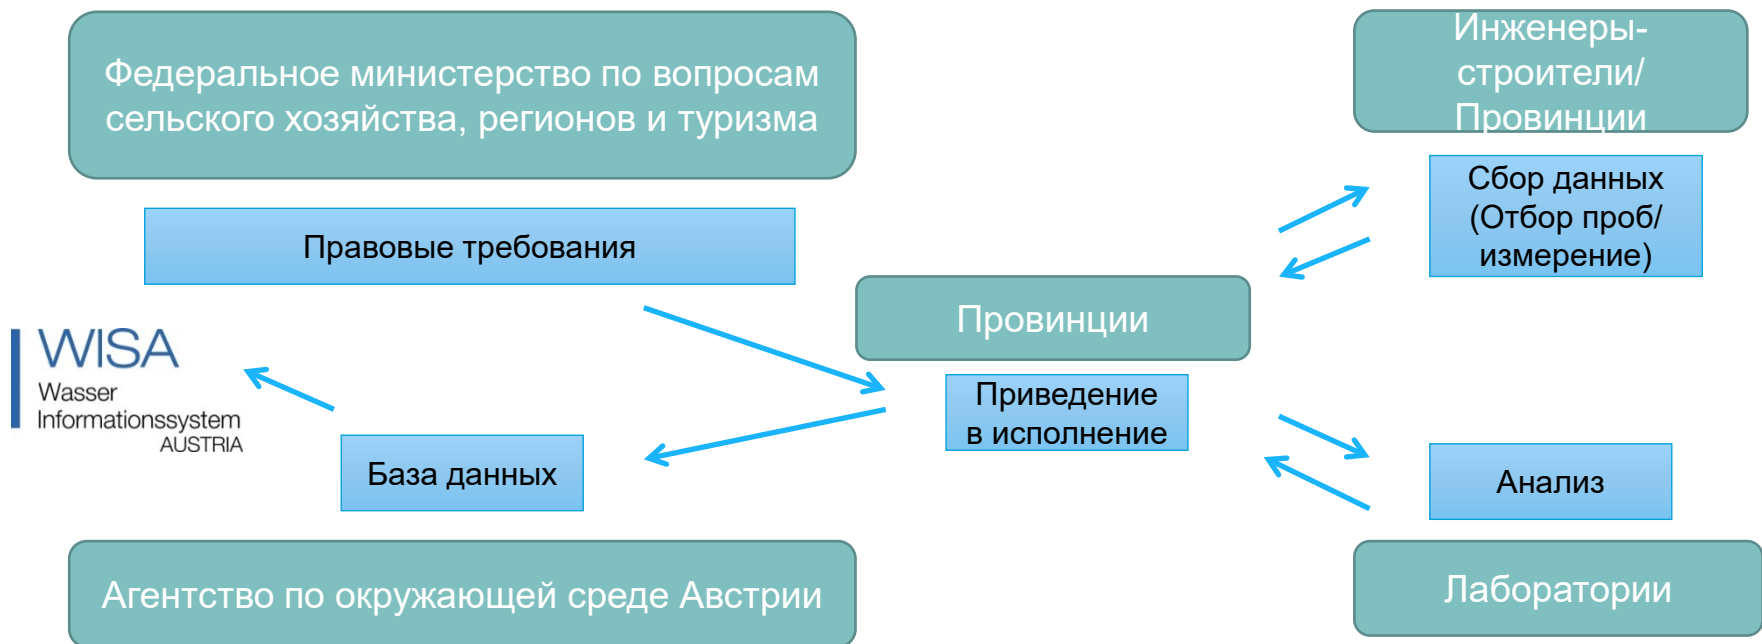 Федеральное министерство по вопросам
сельского хозяйства, регионов и туризма
Инженеры-
строители/
Провинции
Сбор данных
(Отбор проб/
измерение)
Правовые требования
Провинции
Приведение
в исполнение
WISA
Wasser
Informationssystem
AUSTRIA
База данных
Анализ
Агентство по окружающей среде Австрии
Лаборатории